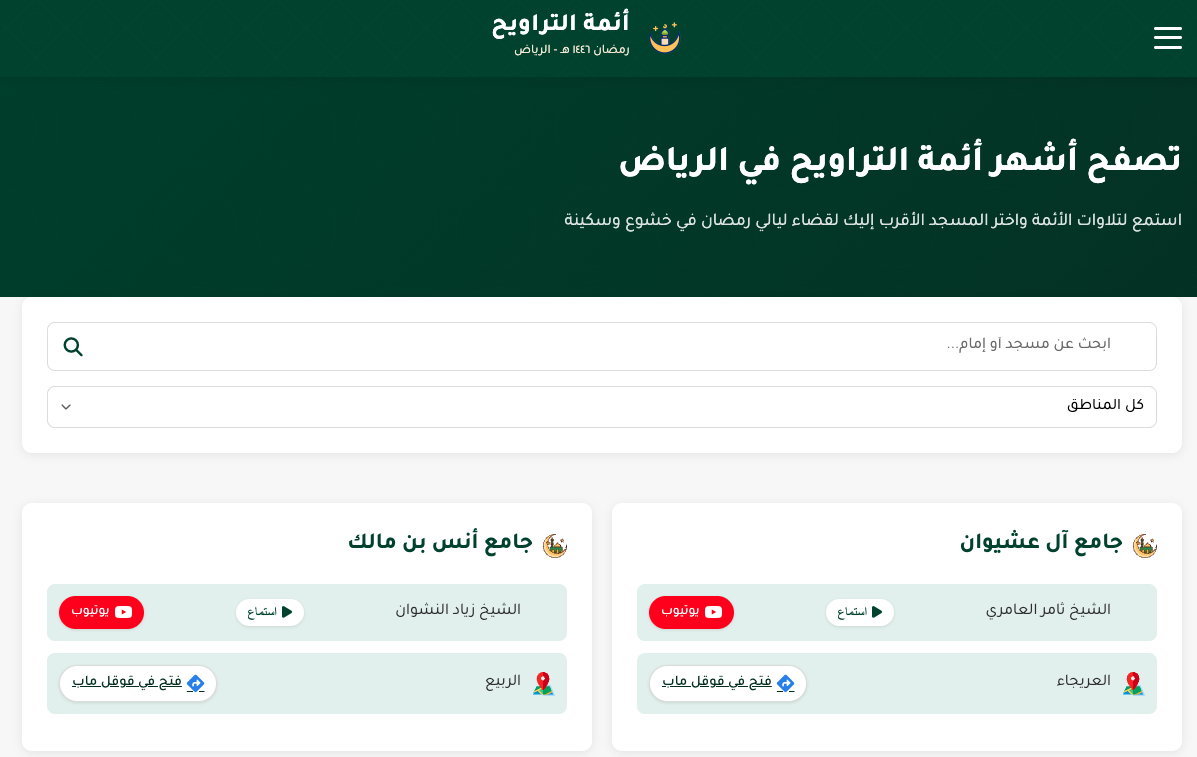 أئمة التراويح
رمضان ١٤٤٦ هـ - الرياض
تصفح أشهر أئمة التراويح في الرياض
استمع لتلاوات الأئمة واختر المسجد الأقرب إليك لقضاء ليالي رمضان في خشوع وسكينة
ابحث عن مسجد أو إمام...
كل المناطق
جامع آل عشيوان
الشيخ ثامر العامري
استماع
يوتيوب
العريجاء
فتح في قوقل ماب
جامع أنس بن مالك
الشيخ زياد النشوان
استماع
يوتيوب
الربيع
فتح في قوقل ماب